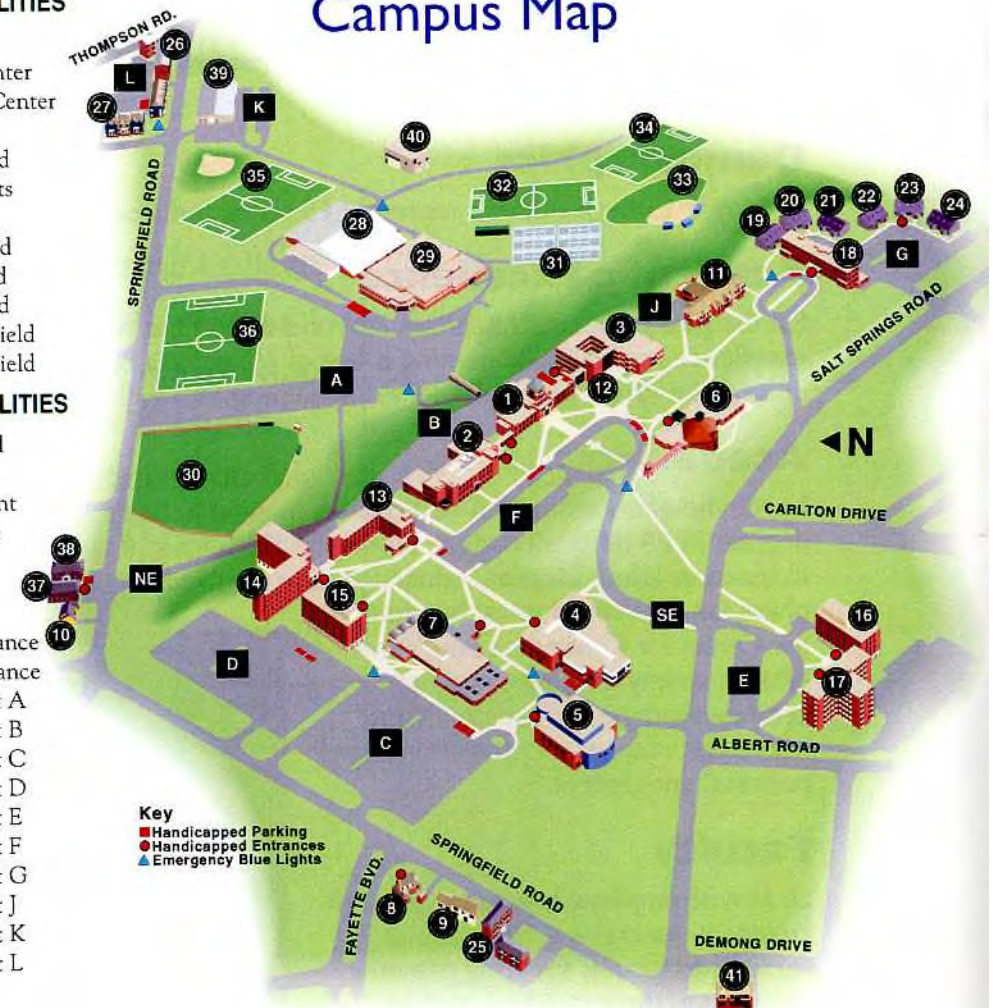 Campus Map
LITIES
nter
Center
d
ts
d
d
d
ield
ield
LITIES
l
nt
ance
ance
t A
t B
t C
t D
t E
t F
t G
t J
t K
t L
THOMPSON RD.
26
L
39
27
K
40
34
35
32
33
SPRINGFIELD ROAD
28
29
31
19
20
21
22
23
24
18
G
11
J
3
36
SALT SPRINGS ROAD
A
1
12
6
B
2
N
30
13
F
CARLTON DRIVE
38
37
NE
10
14
15
7
4
SE
16
D
E
17
5
C
ALBERT ROAD
Key
Handicapped Parking
Handicapped Entrances
Emergency Blue Lights
SPRINGFIELD ROAD
FAYETTE BVD.
8
9
25
DEMONG DRIVE
41